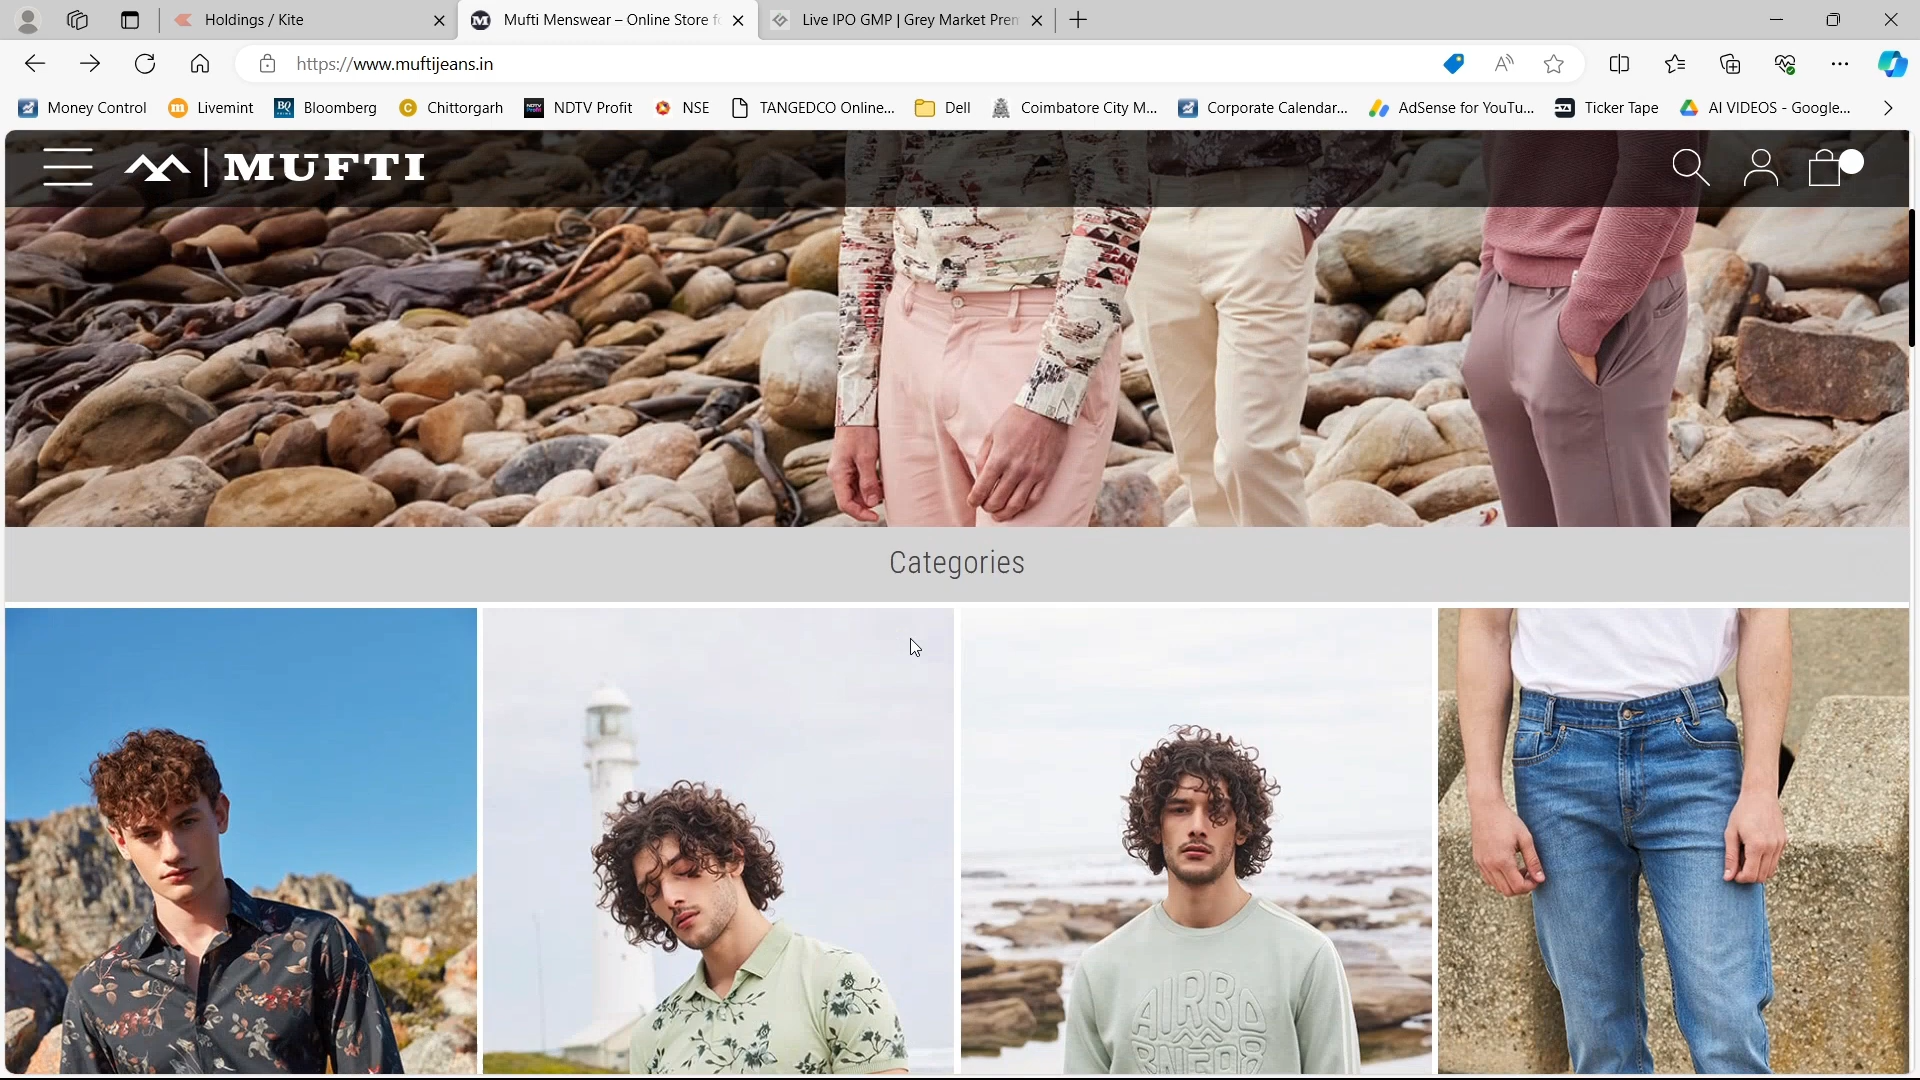 Holdings / Kite
Mufti Menswear – Online Store f
Live IPO GMP | Grey Market Pren
https://www.muftijeans.in
Money Control
Livemint
Bloomberg
Chittorgarh
NDTV Profit
NSE
TANGEDCO Online...
Dell
Coimbatore City M...
Corporate Calendar...
AdSense for YouTu...
Ticker Tape
AI VIDEOS - Google...
MUFTI
Categories
AIRBO